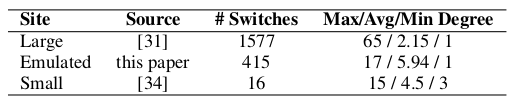 Site Source # Switches Max/Avg/Min Degree
Large [31] 1577 65 / 2.15 / 1
Emulated this paper 415 17 / 5.94 / 1
Small [34] 16 15 / 4.5 / 3